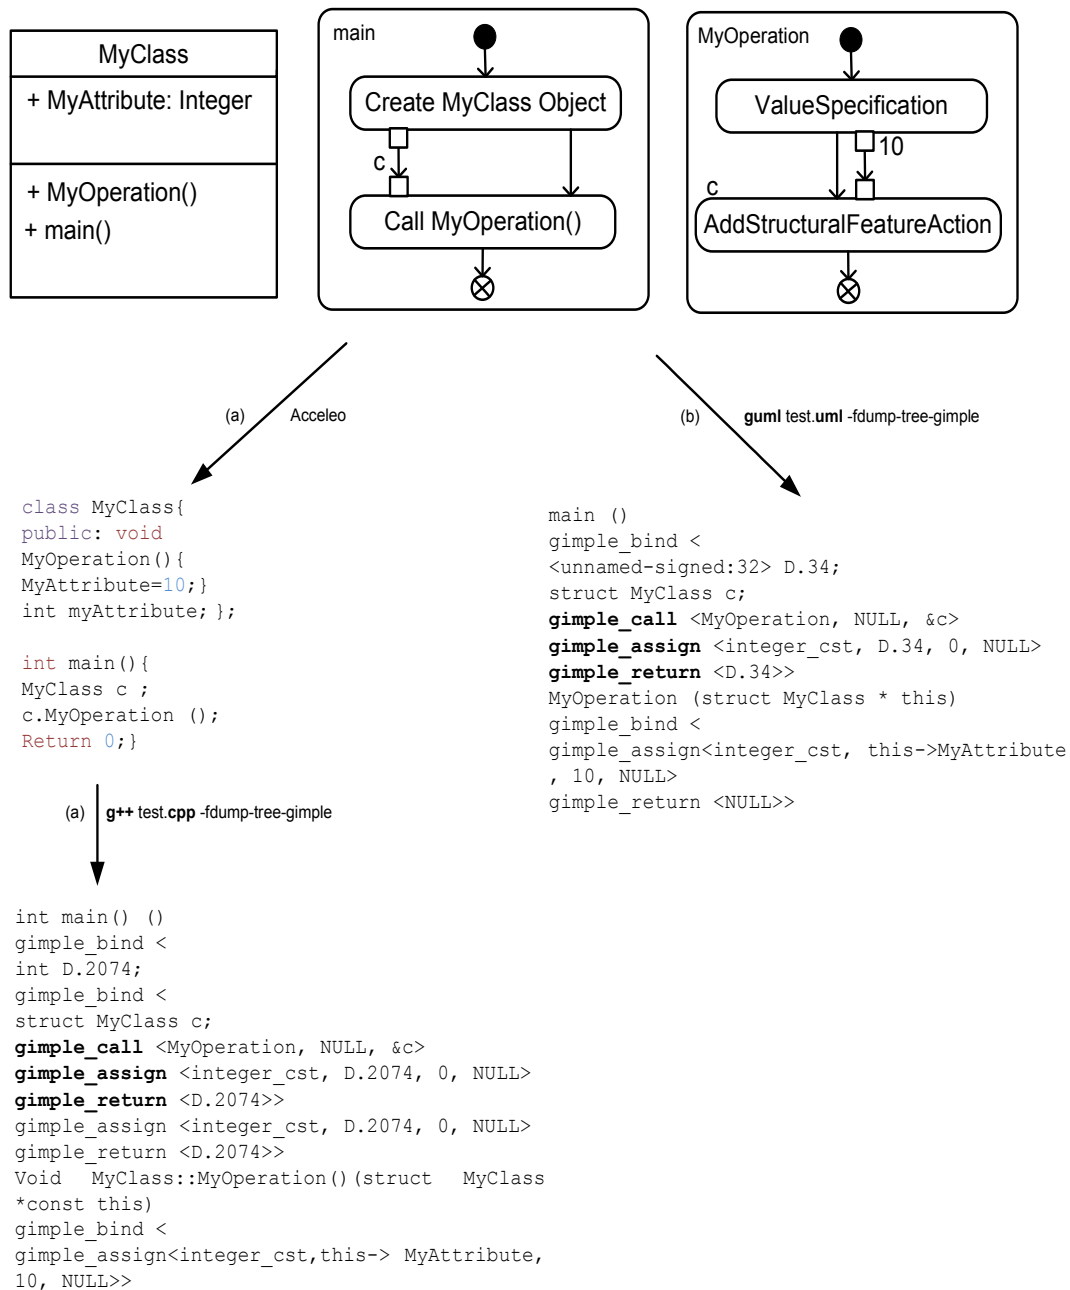 MyClass
+ MyAttribute: Integer
+ MyOperation()
+ main()
main
Create MyClass Object
c
Call MyOperation()
MyOperation
ValueSpecification
10
c
AddStructuralFeatureAction
(a) Acceleo
(b) guml test.uml -fdump-tree-gimple
class MyClass{
public: void
MyOperation(){
MyAttribute=10;}
int myAttribute; };
int main(){
MyClass c ;
c.MyOperation ();
Return 0;}
(a) g++ test.cpp -fdump-tree-gimple
int main() ()
gimple_bind <
int D.2074;
gimple_bind <
struct MyClass c;
gimple_call <MyOperation, NULL, &c>
gimple_assign <integer_cst, D.2074, 0, NULL>
gimple_return <D.2074>>
gimple_assign <integer_cst, D.2074, 0, NULL>
gimple_return <D.2074>>
Void MyClass::MyOperation()(struct MyClass
*const this)
gimple_bind <
gimple_assign<integer_cst,this-> MyAttribute,
10, NULL>>
main ()
gimple_bind <
<unnamed-signed:32> D.34;
struct MyClass c;
gimple_call <MyOperation, NULL, &c>
gimple_assign <integer_cst, D.34, 0, NULL>
gimple_return <D.34>>
MyOperation (struct MyClass * this)
gimple_bind <
gimple_assign<integer_cst, this->MyAttribute
, 10, NULL>
gimple_return <NULL>>